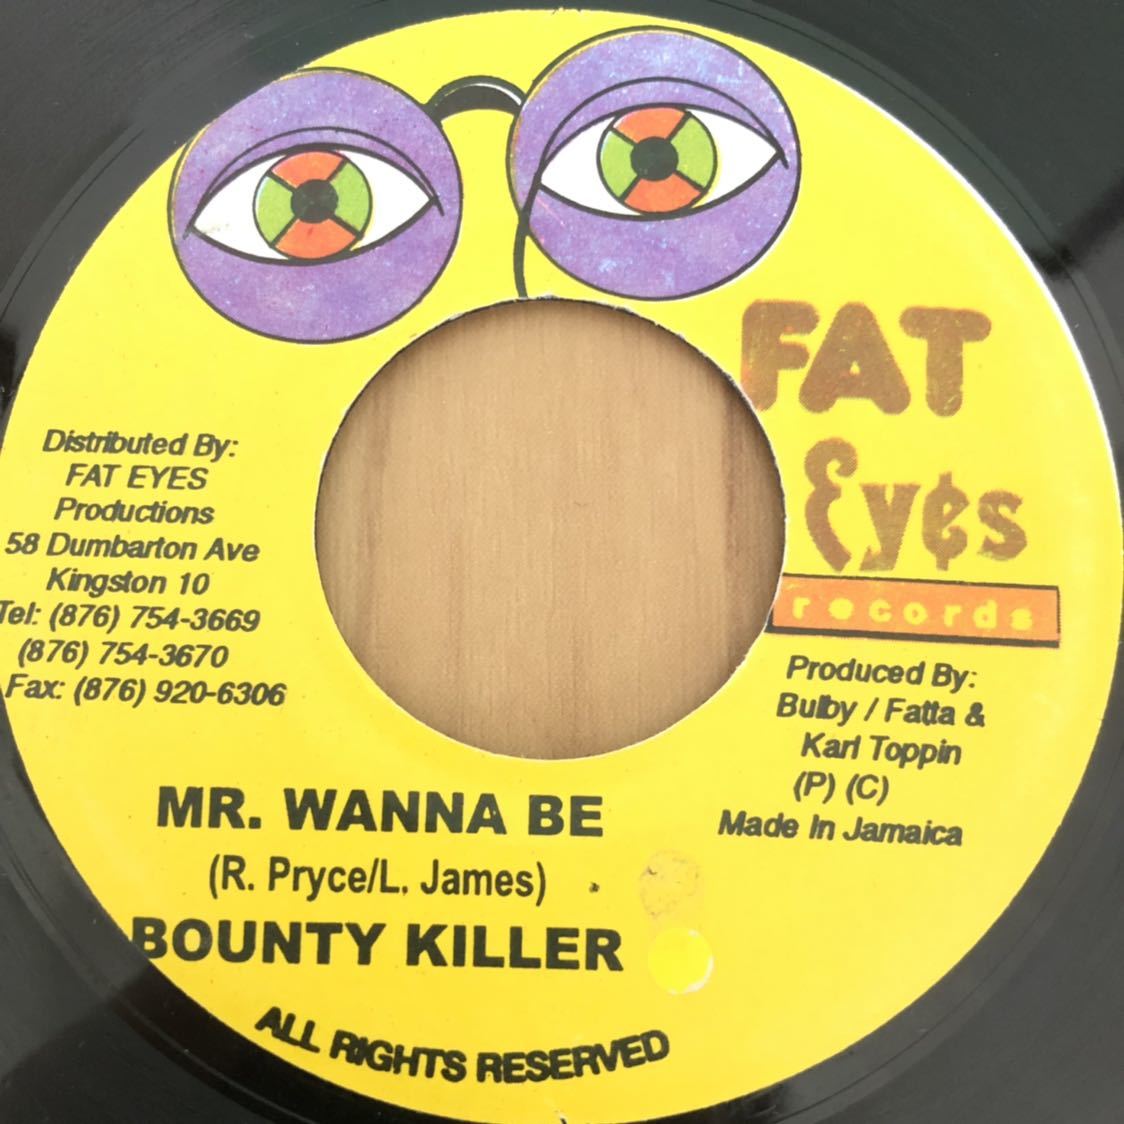 FAT
Eyes
records
Distributed By:
FAT EYES
Productions
58 Dumbarton Ave
Kingston 10
Tel: (876) 754-3669
(876) 754-3670
Fax: (876) 920-6306
Produced By:
Bulby / Fatta &
Karl Toppin
(P) (C)
Made In Jamaica
MR. WANNA BE
(R. Pryce/L. James)
BOUNTY KILLER
ALL RIGHTS RESERVED